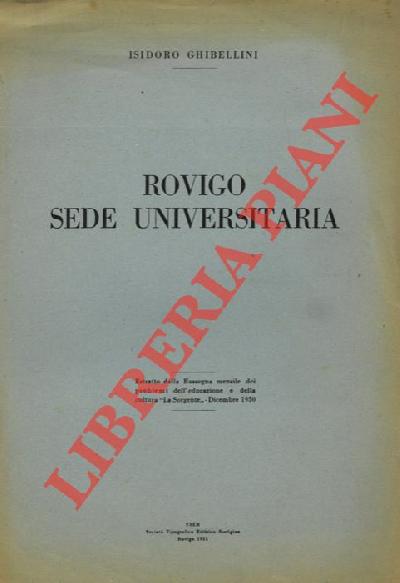 ISIDORO GHIBELLINI
ROVIGO
SEDE UNIVERSITARIA
LIBRERIA PIANI
Estratto dalla Rassegna mensile dei
problemi dell'educazione e della
cultura "La Sorgente„ - Dicembre 1950
Società Tipografica Editrice Rodigina
Rovigo 1951